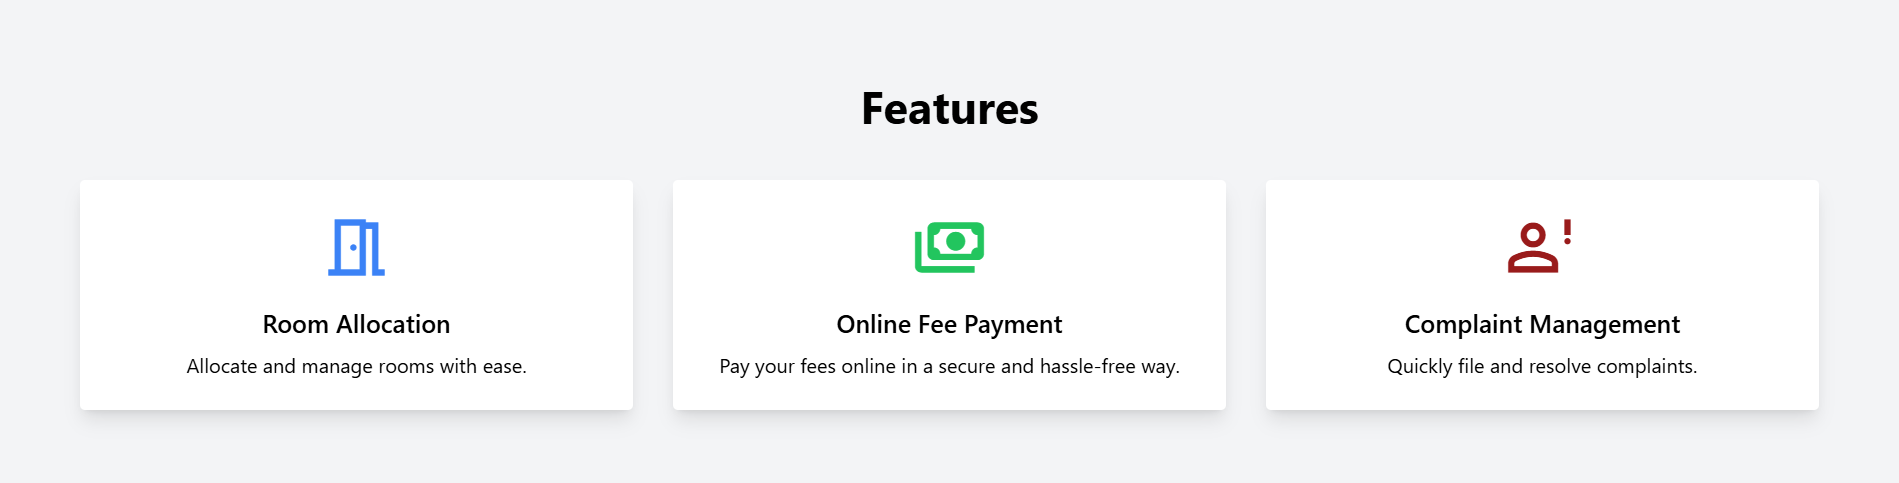 Features
Room Allocation
Allocate and manage rooms with ease.
Online Fee Payment
Pay your fees online in a secure and hassle-free way.
Complaint Management
Quickly file and resolve complaints.